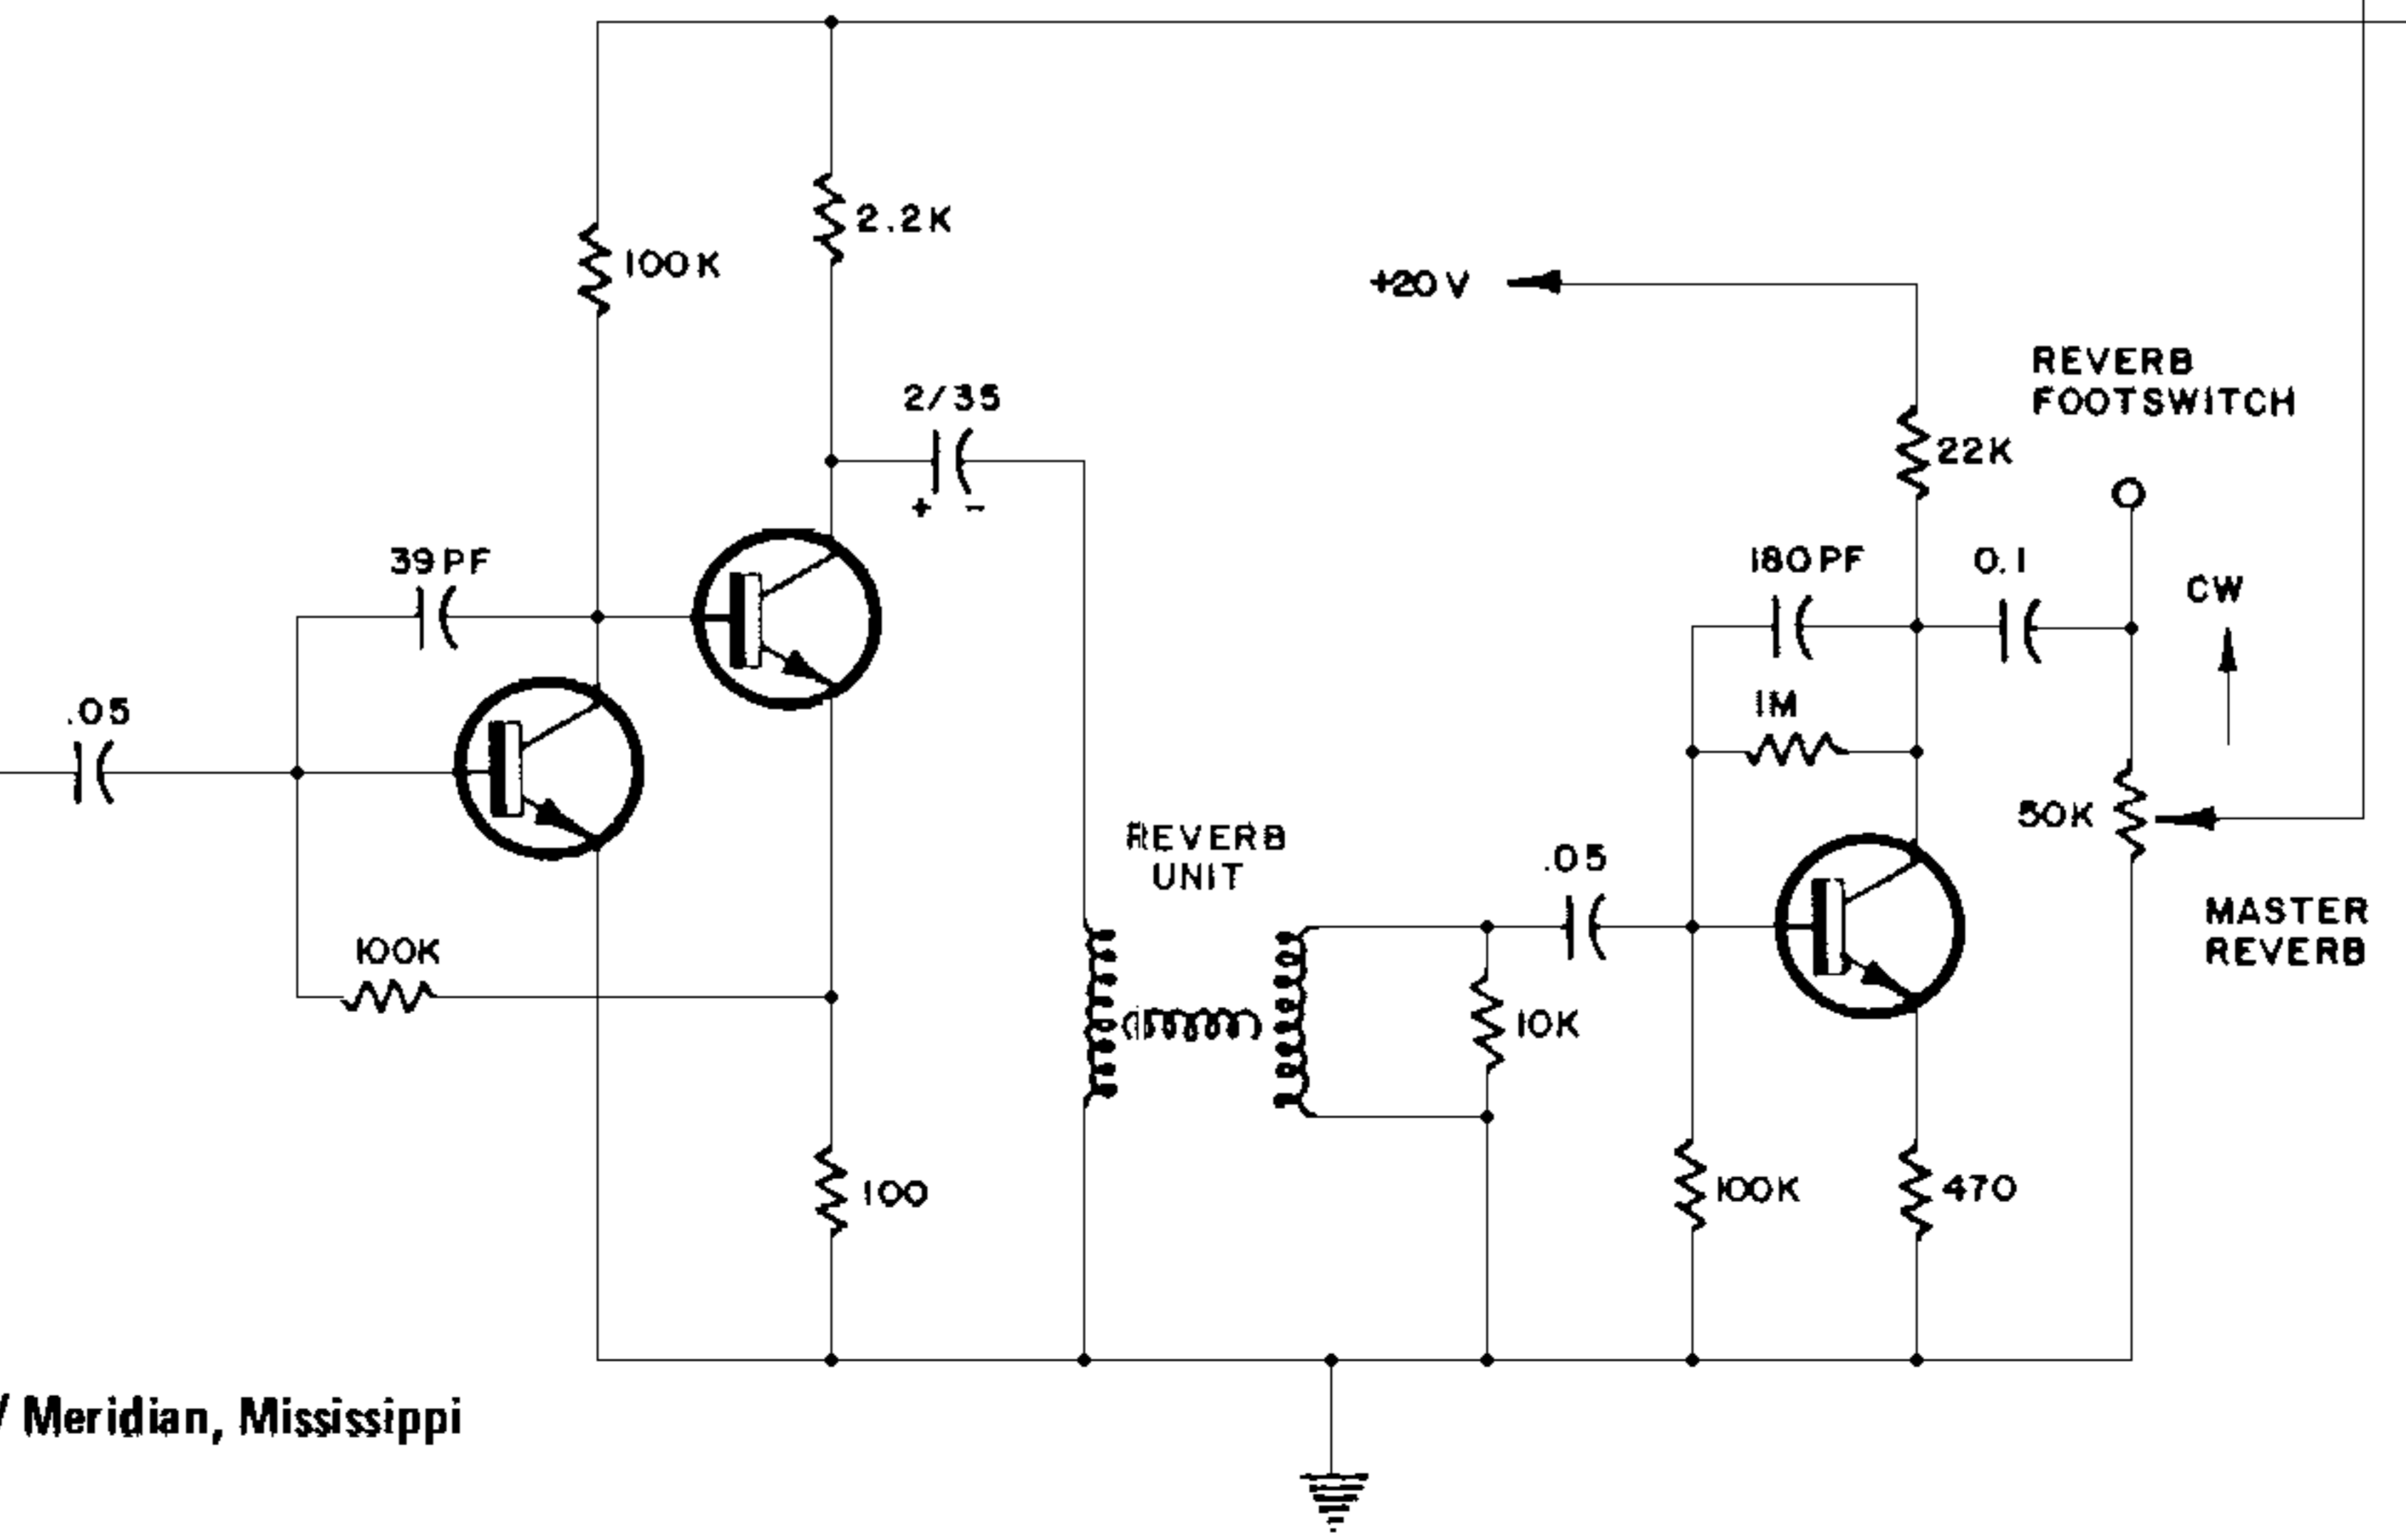 2.2K
100K
+20 V
REVERB
FOOTSWITCH
2/35
+ -
22K
39PF
180PF
0.1
CW
.05
1M
50K
REVERB
UNIT
.05
MASTER
REVERB
100K
10K
100
100K
470
/ Meridian, Mississippi